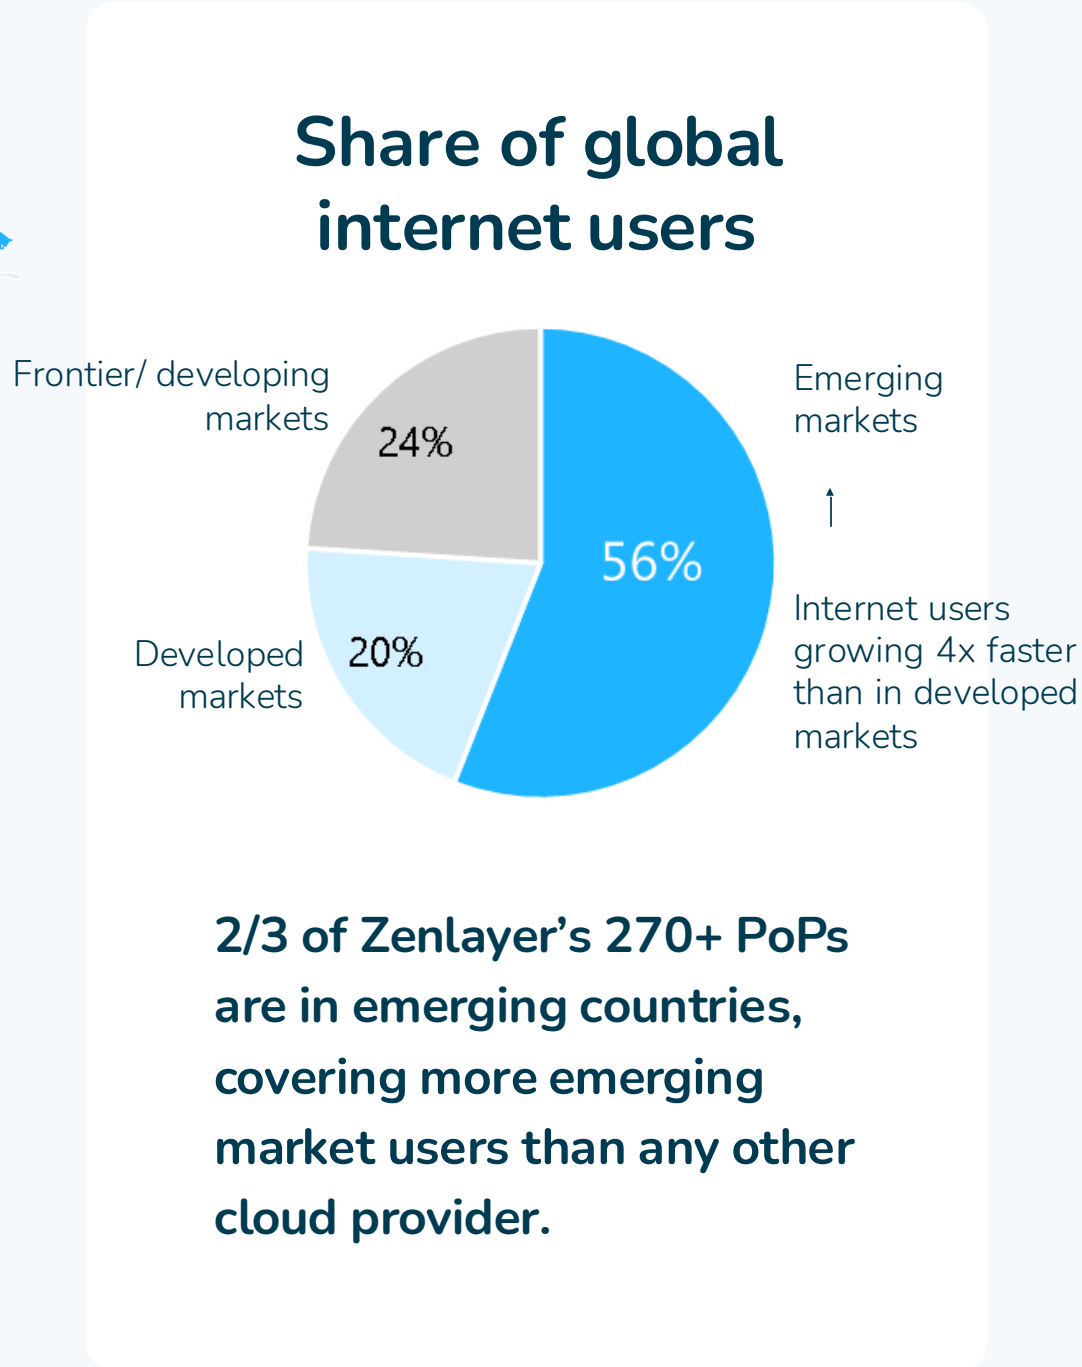 Share of global
internet users
Frontier/ developing
markets
24%
Emerging
markets
56%
Internet users
growing 4x faster
than in developed
markets
Developed
markets
20%
2/3 of Zenlayer’s 270+ PoPs
are in emerging countries,
covering more emerging
market users than any other
cloud provider.